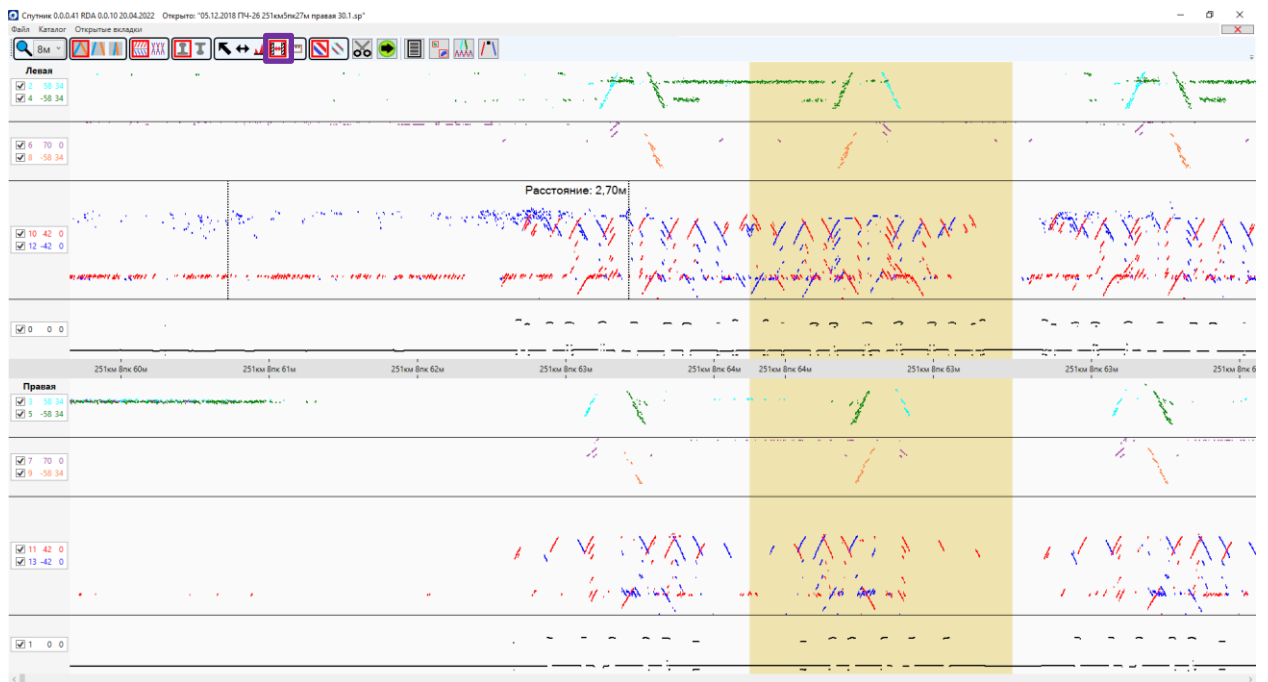 Спутник 0.0.0.41 RDA 0.0.10 20.04.2022 Открыто: "05.12.2018 ПЧ-26 251км5пк27м правая 30.1.sp"
Файл Каталог Открытые вкладки
8м
Левая
2 58 34
4 -58 34
6 70 0
8 -58 34
Расстояние: 2,70м
10 42 0
12 -42 0
0 0 0
251км 8пк 60м 251км 8пк 61м 251км 8пк 62м 251км 8пк 63м 251км 8пк 64м 251км 8пк 64м 251км 8пк 63м 251км 8пк 63м 251км 8пк 6
Правая
3 58 34
5 -58 34
7 70 0
9 -58 34
11 42 0
13 -42 0
1 0 0